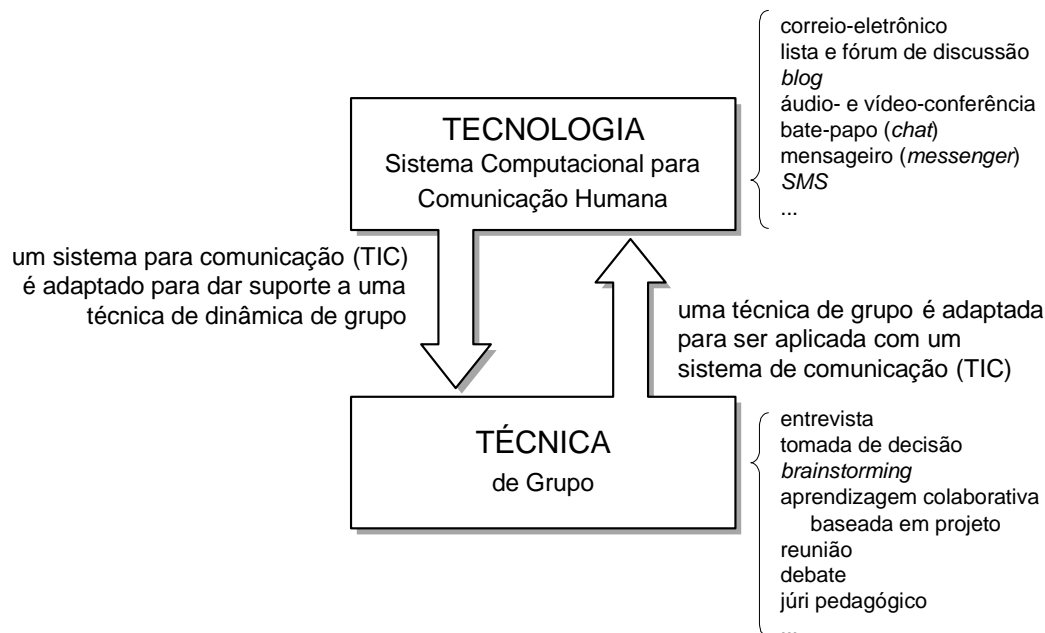 correio-eletrônico
lista e fórum de discussão
blog
áudio- e vídeo-conferência
bate-papo (chat)
mensageiro (messenger)
SMS
...
TECNOLOGIA
Sistema Computacional para
Comunicação Humana
um sistema para comunicação (TIC)
é adaptado para dar suporte a uma
técnica de dinâmica de grupo
uma técnica de grupo é adaptada
para ser aplicada com um
sistema de comunicação (TIC)
TÉCNICA
de Grupo
entrevista
tomada de decisão
brainstorming
aprendizagem colaborativa
baseada em projeto
reunião
debate
júri pedagógico
...